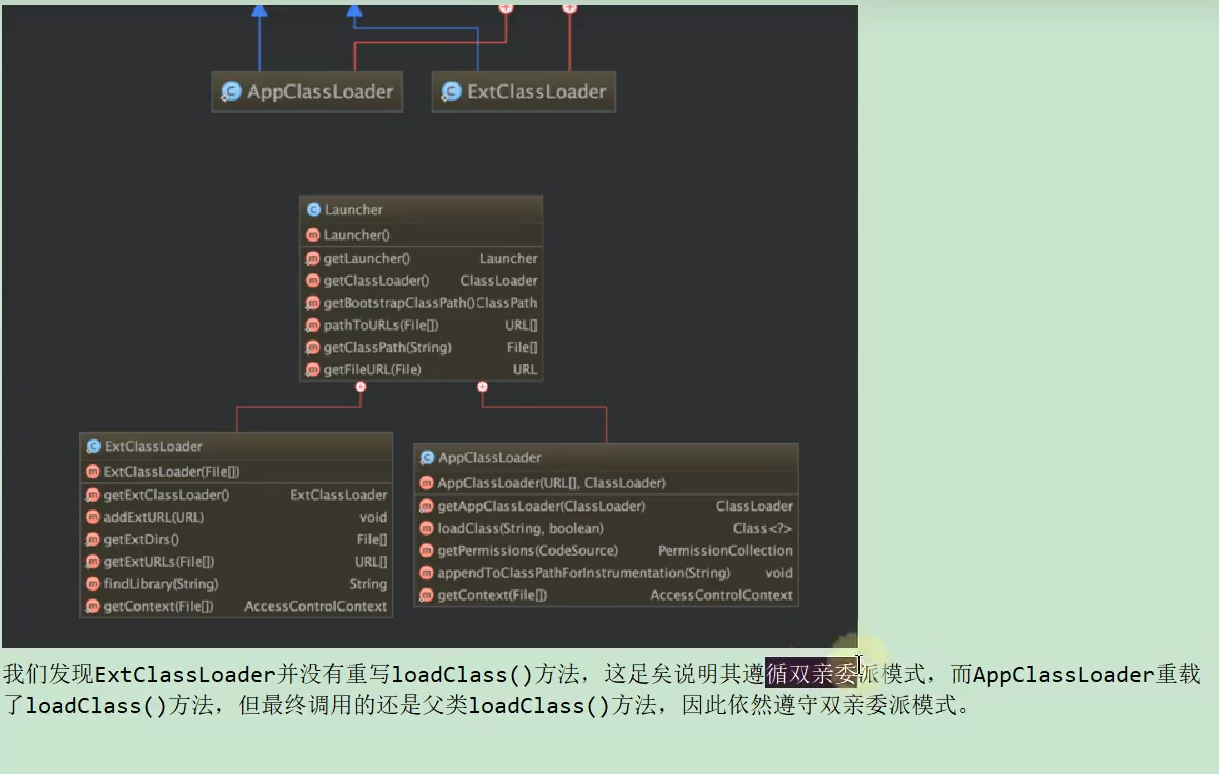 AppClassLoader ExtClassLoader
Launcher
Launcher()
getLauncher() Launcher
getClassLoader() ClassLoader
getBootstrapClassPath() ClassPath
pathToURLs(File[]) URL[]
getClassPath(String) File[]
getFileURL(File) URL
ExtClassLoader
ExtClassLoader(File[])
getExtClassLoader() ExtClassLoader
addExtURL(URL) void
getExtDirs() File[]
getExtURLs(File[]) URL[]
findLibrary(String) String
getContext(File[]) AccessControlContext
AppClassLoader
AppClassLoader(URL[], ClassLoader)
getAppClassLoader(ClassLoader) ClassLoader
loadClass(String, boolean) Class<?>
getPermissions(CodeSource) PermissionCollection
appendToClassPathForInstrumentation(String) void
getContext(File[]) AccessControlContext
我们发现ExtClassLoader并没有重写loadClass()方法，这足矣说明其遵循双亲委派模式，而AppClassLoader重载
了loadClass()方法，但最终调用的还是父类loadClass()方法，因此依然遵守双亲委派模式。